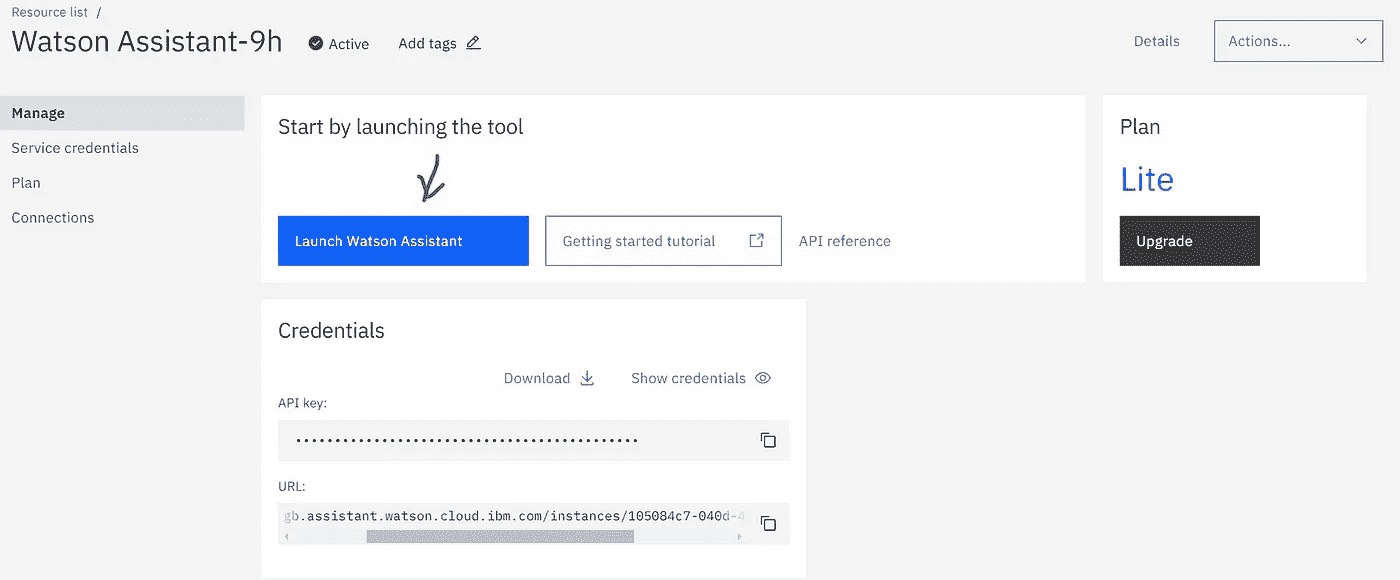 Resource list /
Watson Assistant-9h
Active
Add tags
Details
Actions...
Manage
Service credentials
Plan
Connections
Start by launching the tool
Launch Watson Assistant
Getting started tutorial
API reference
Plan
Lite
Upgrade
Credentials
Download
Show credentials
API key:
••••••••••••••••••••••••••••••••••••••••••••
URL:
gb.assistant.watson.cloud.ibm.com/instances/105084c7-040d-4